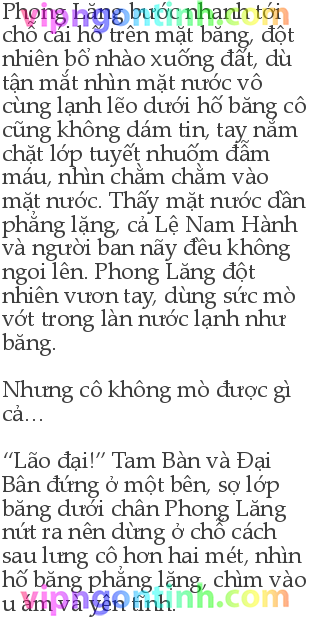 vipngontinh.com
Phong Lăng bước nhanh tới
chỗ cái hố trên mặt băng, đột
nhiên bổ nhào xuống đất, dù
tận mắt nhìn mặt nước vô
cùng lạnh lẽo dưới hố băng cô
cũng không dám tin, tay nắm
chặt lớp tuyết nhuốm đẫm
máu, nhìn chằm chằm vào
mặt nước. Thấy mặt nước dần
phẳng lặng, cả Lệ Nam Hành
và người ban nãy đều không
ngoi lên. Phong Lăng đột
nhiên vươn tay, dùng sức mò
vớt trong làn nước lạnh như
băng.
Nhưng cô không mò được gì
cả...
“Lão đại!” Tam Bàn và Đại
Bân đứng ở một bên, sợ lớp
băng dưới chân Phong Lăng
nứt ra nên dừng ở chỗ cách
sau lưng cô hơn hai mét, nhìn
hố băng phẳng lặng, chìm vào
u ám và yên tĩnh.
vipngontinh.com